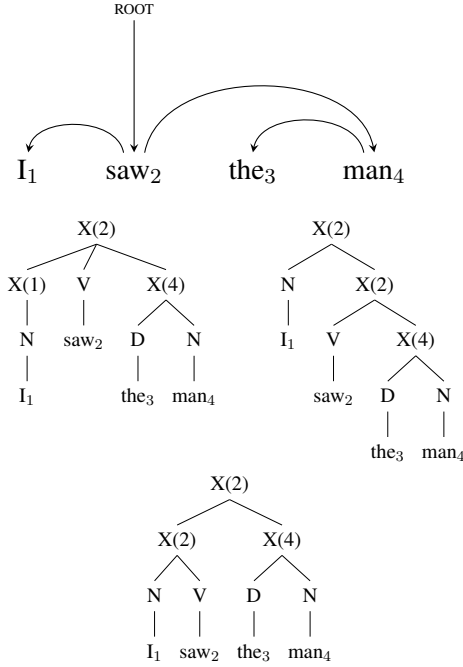 ROOT
I₁ saw₂ the₃ man₄
X(2) X(2)
X(1) V X(4) N X(2)
N saw₂ D N I₁ V X(4)
I₁ the₃ man₄ saw₂ D N
the₃ man₄
X(2)
X(2) X(4)
N V D N
I₁ saw₂ the₃ man₄